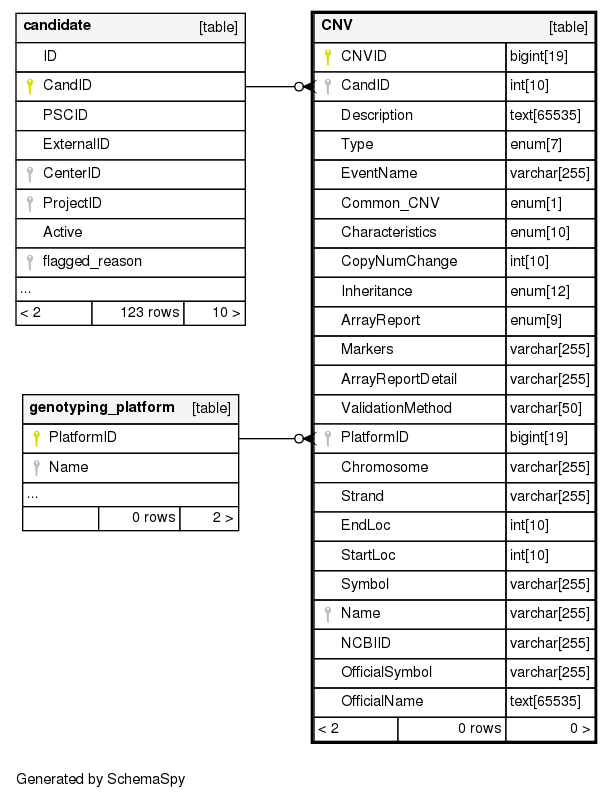 candidate [table]
ID
CandID
PSCID
ExternalID
CenterID
ProjectID
Active
flagged_reason
...
< 2 123 rows 10 >
genotyping_platform [table]
PlatformID
Name
...
0 rows 2 >
CNV [table]
CNVID bigint[19]
CandID int[10]
Description text[65535]
Type enum[7]
EventName varchar[255]
Common_CNV enum[1]
Characteristics enum[10]
CopyNumChange int[10]
Inheritance enum[12]
ArrayReport enum[9]
Markers varchar[255]
ArrayReportDetail varchar[255]
ValidationMethod varchar[50]
PlatformID bigint[19]
Chromosome varchar[255]
Strand varchar[255]
EndLoc int[10]
StartLoc int[10]
Symbol varchar[255]
Name varchar[255]
NCBIID varchar[255]
OfficialSymbol varchar[255]
OfficialName text[65535]
< 2 0 rows 0 >
Generated by SchemaSpy